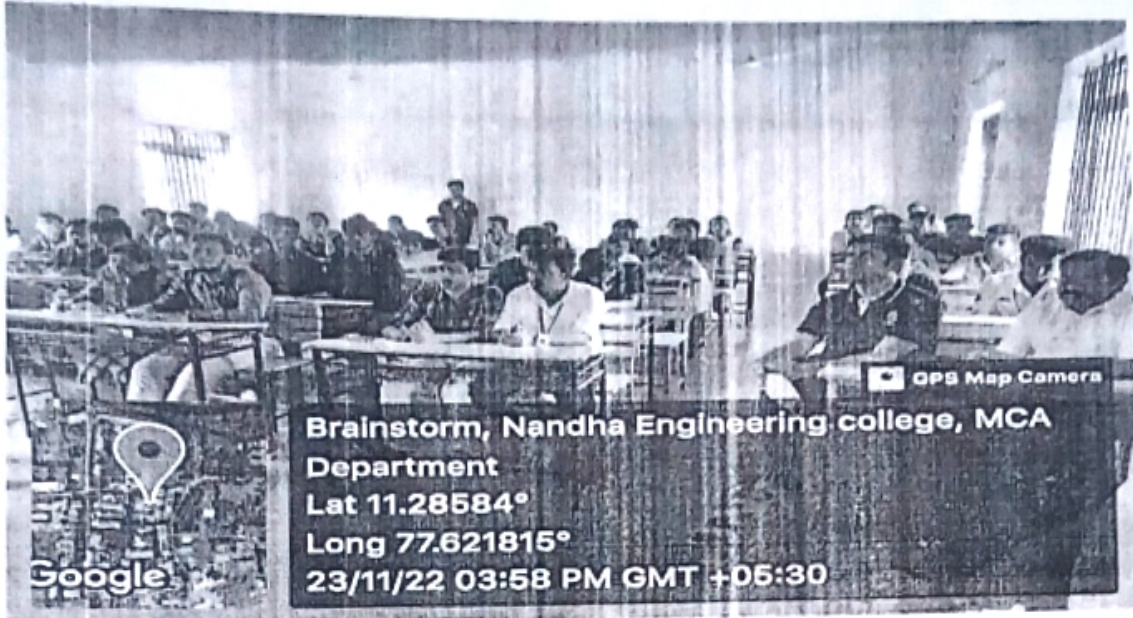 GPS Map Camera
Brainstorm, Nandha Engineering college, MCA
Department
Lat 11.28584°
Long 77.621815°
23/11/22 03:58 PM GMT +05:30
Google